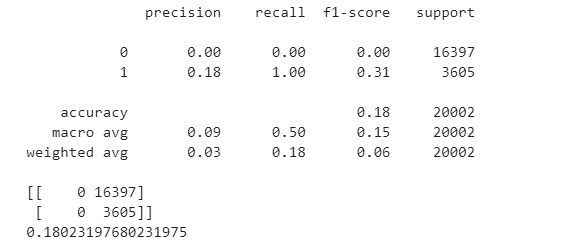 precision recall f1-score support
0 0.00 0.00 0.00 16397
1 0.18 1.00 0.31 3605
accuracy 0.18 20002
macro avg 0.09 0.50 0.15 20002
weighted avg 0.03 0.18 0.06 20002
[[ 0 16397]
[ 0 3605]]
0.18023197680231975